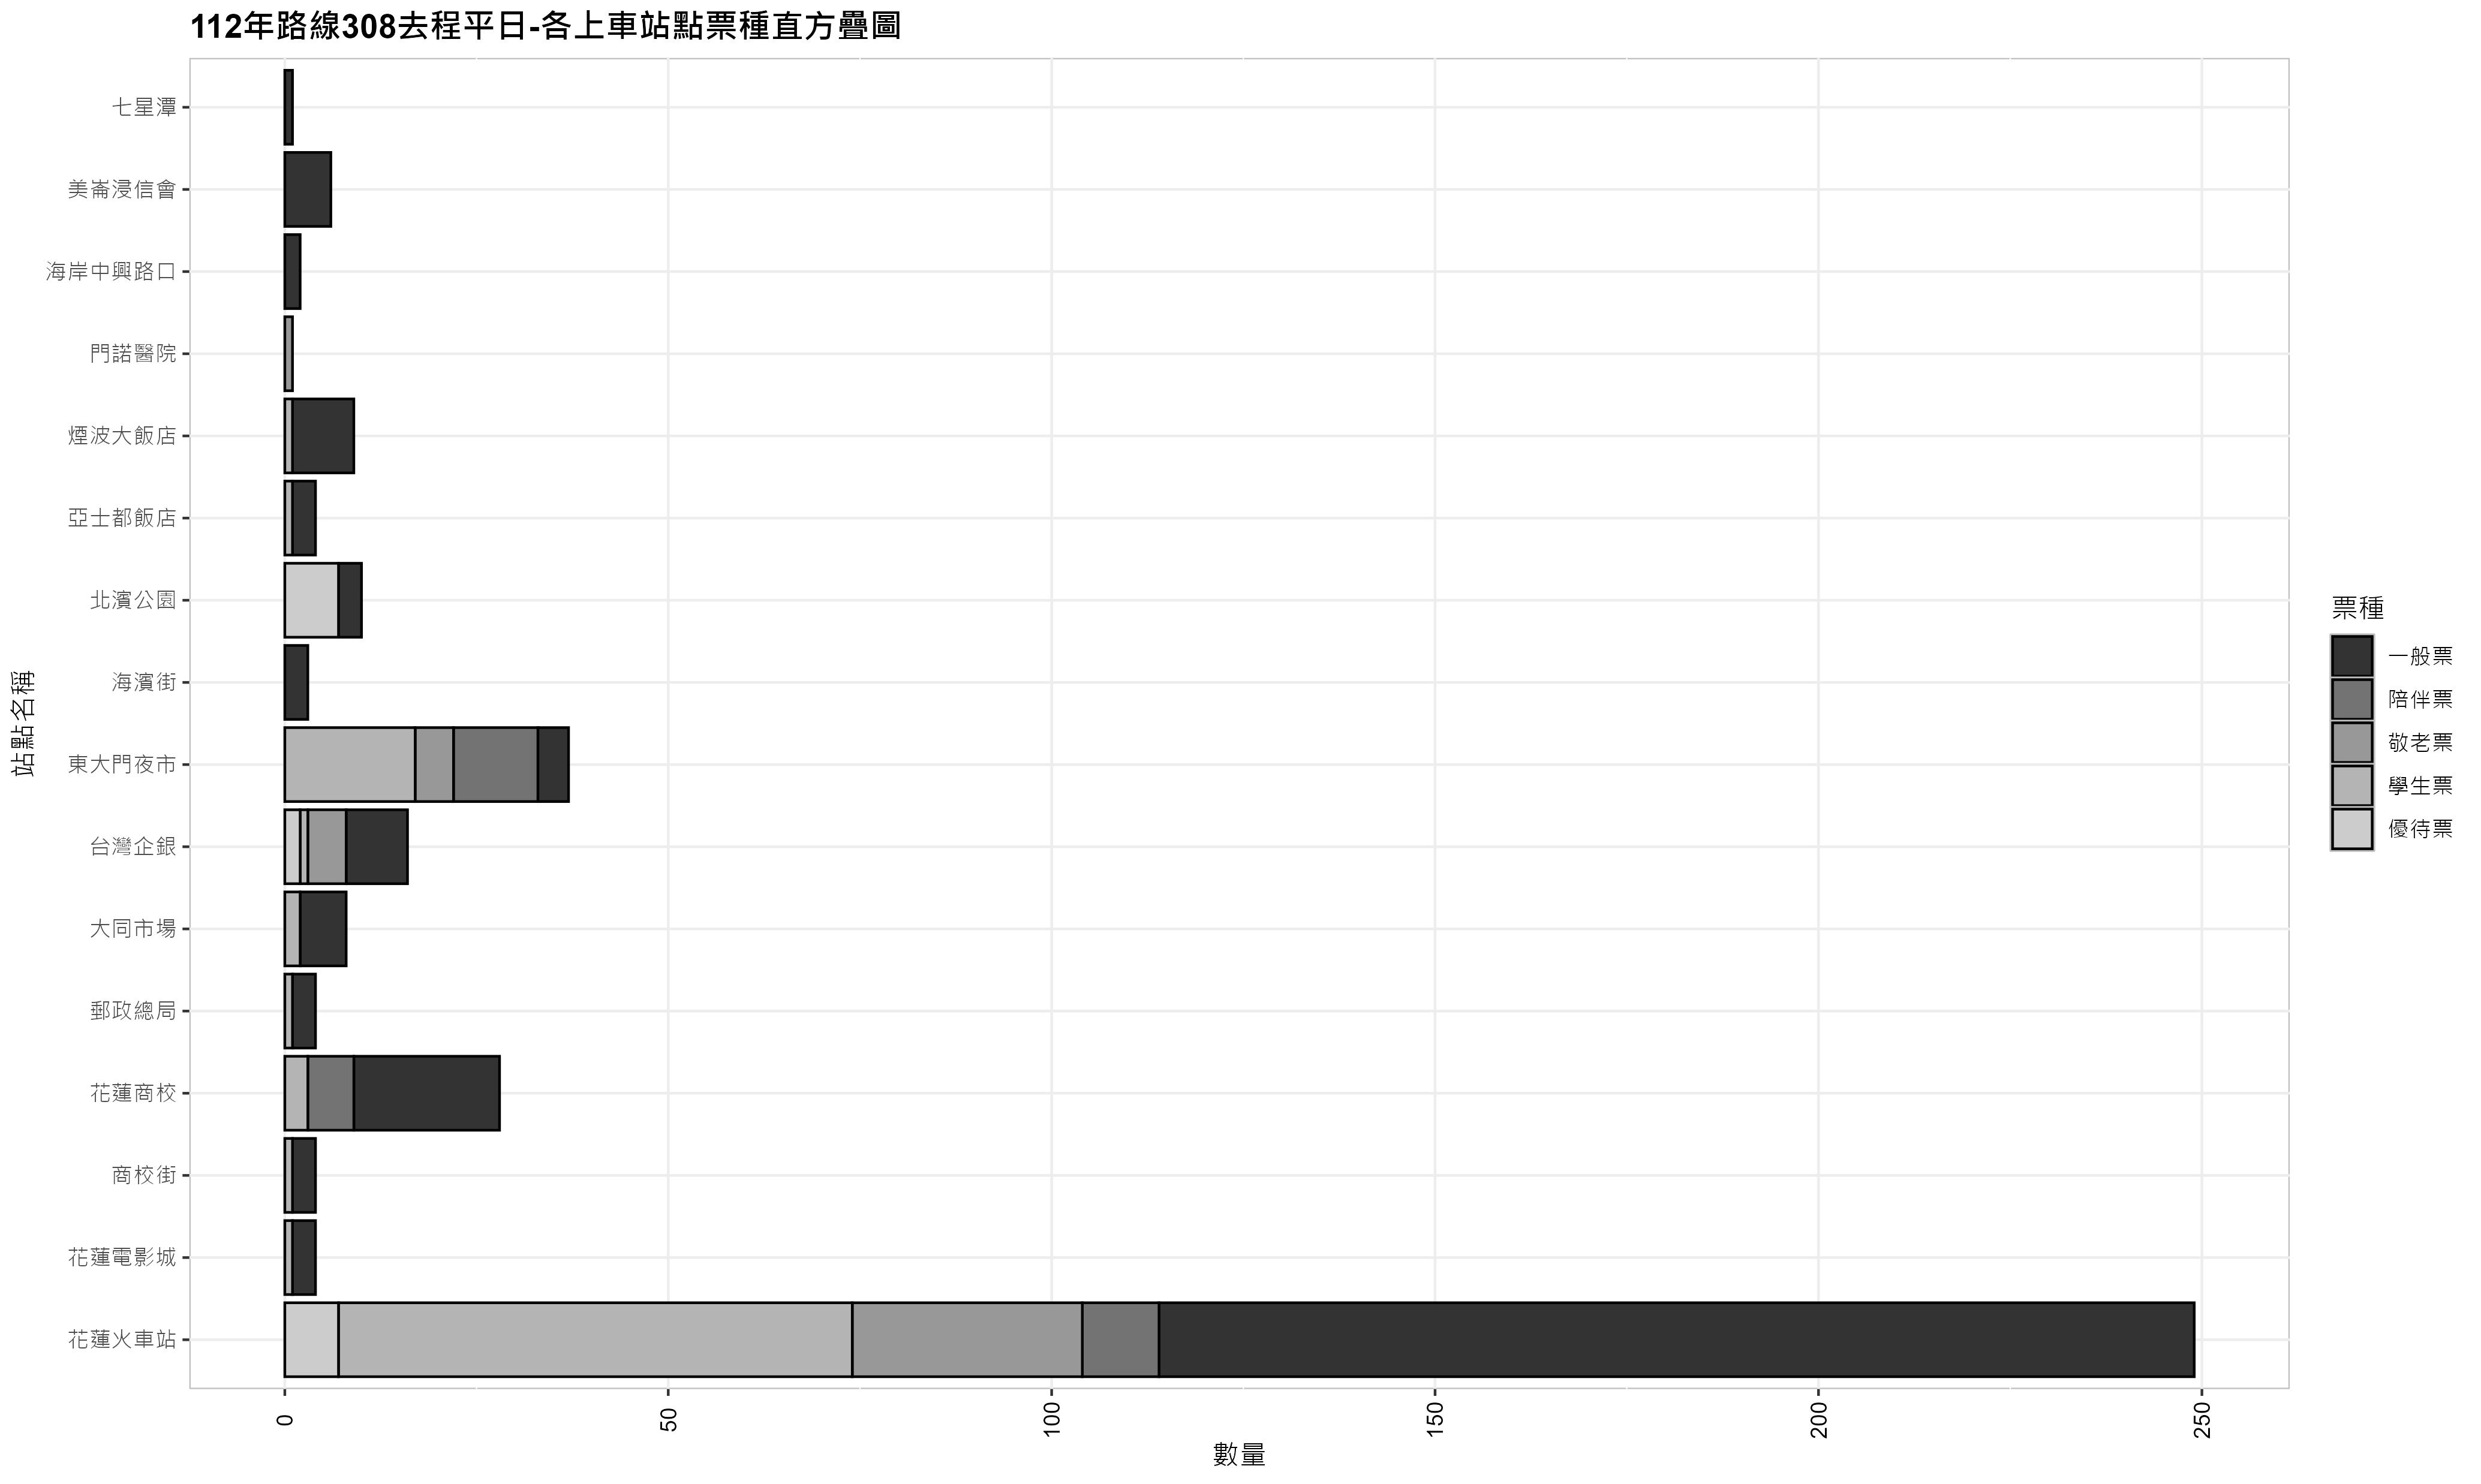 112年路線308去程平日-各上車站點票種直方疊圖
站點名稱
七星潭
美崙浸信會
海岸中興路口
門諾醫院
煙波大飯店
亞士都飯店
北濱公園
海濱街
東大門夜市
台灣企銀
大同市場
郵政總局
花蓮商校
商校街
花蓮電影城
花蓮火車站
0
50
100
150
200
250
數量
票種
一般票
陪伴票
敬老票
學生票
優待票